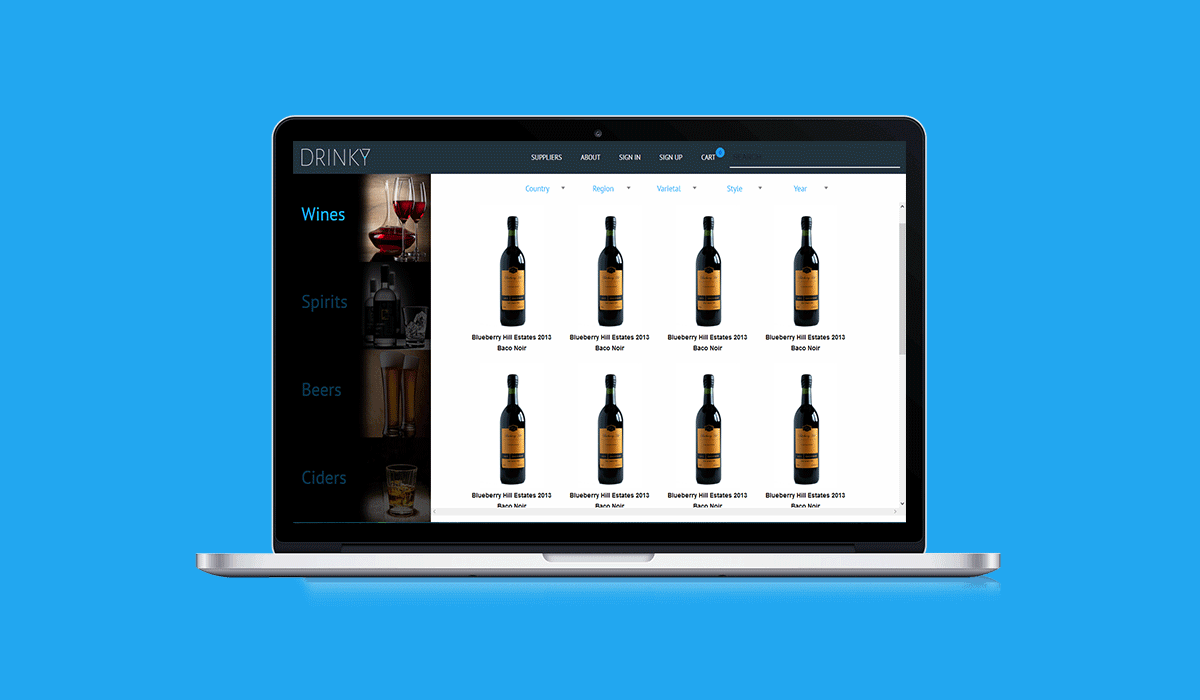 DRINKY
SUPPLIERS ABOUT SIGN IN SIGN UP CART
Country Region Varietal Style Year
Wines
Spirits
Beers
Ciders
Blueberry Hill Estates 2013 Blueberry Hill Estates 2013 Blueberry Hill Estates 2013 Blueberry Hill Estates 2013
Baco Noir Baco Noir Baco Noir Baco Noir
Blueberry Hill Estates 2013 Blueberry Hill Estates 2013 Blueberry Hill Estates 2013 Blueberry Hill Estates 2013
Baco Noir Baco Noir Baco Noir Baco Noir